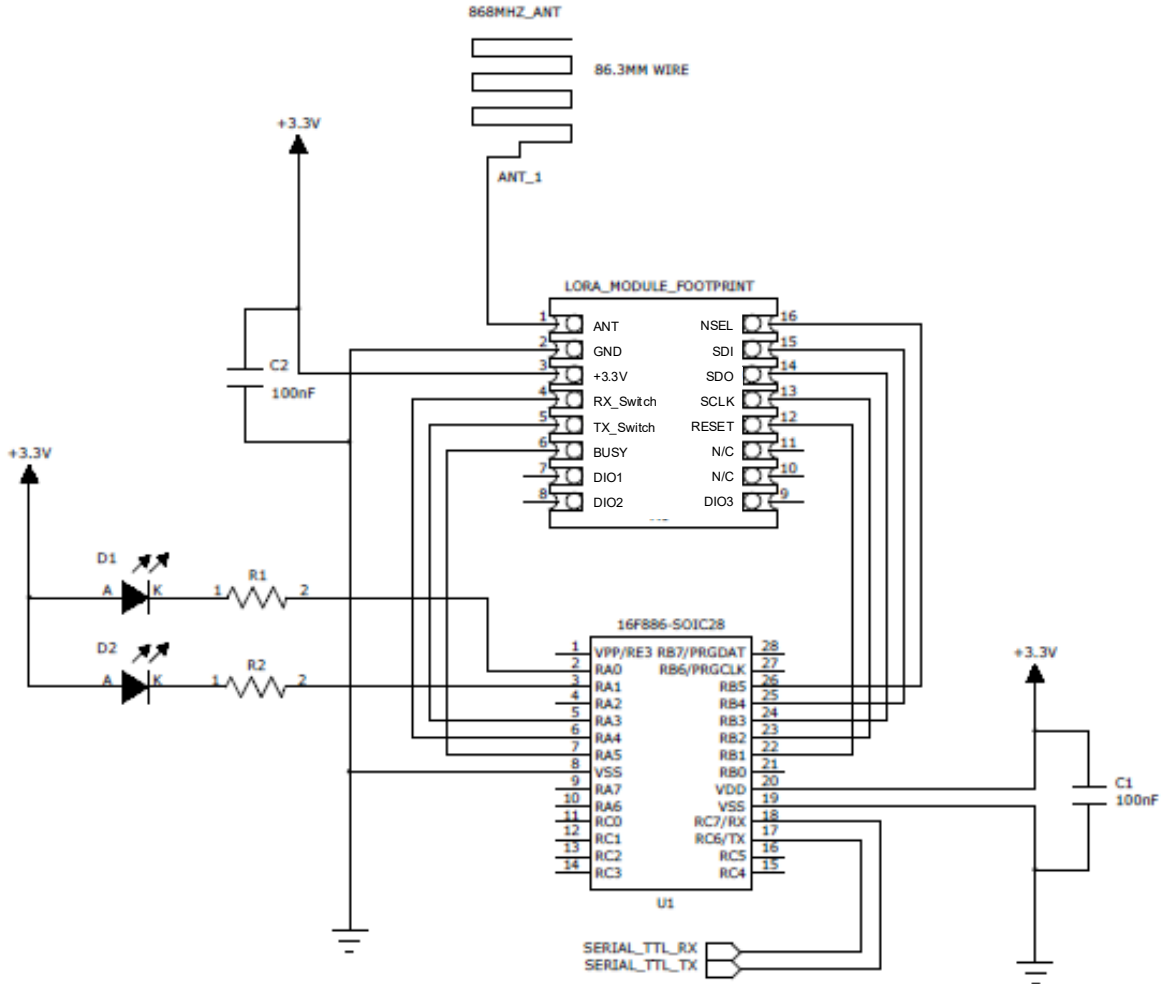 868MHZ_ANT
86.3MM WIRE
+3.3V
ANT_1
LORA_MODULE_FOOTPRINT
1 ANT NSEL 16
2 GND SDI 15
3 +3.3V SDO 14
4 RX_Switch SCLK 13
5 TX_Switch RESET 12
6 BUSY N/C 11
7 DIO1 N/C 10
8 DIO2 DIO3 9
C2
100nF
+3.3V
D1
A K 1 R1 2
D2
A K 1 R2 2
16F886-SOIC28
1 VPP/RE3 RB7/PRGDAT 28
2 RA0 RB6/PRGCLK 27
3 RA1 RB5 26
4 RA2 RB4 25
5 RA3 RB3 24
6 RA4 RB2 23
7 RA5 RB1 22
8 VSS RB0 21
9 RA7 VDD 20
10 RA6 VSS 19
11 RC0 RC7/RX 18
12 RC1 RC6/TX 17
13 RC2 RC5 16
14 RC3 RC4 15
U1
+3.3V
C1
100nF
SERIAL_TTL_RX
SERIAL_TTL_TX